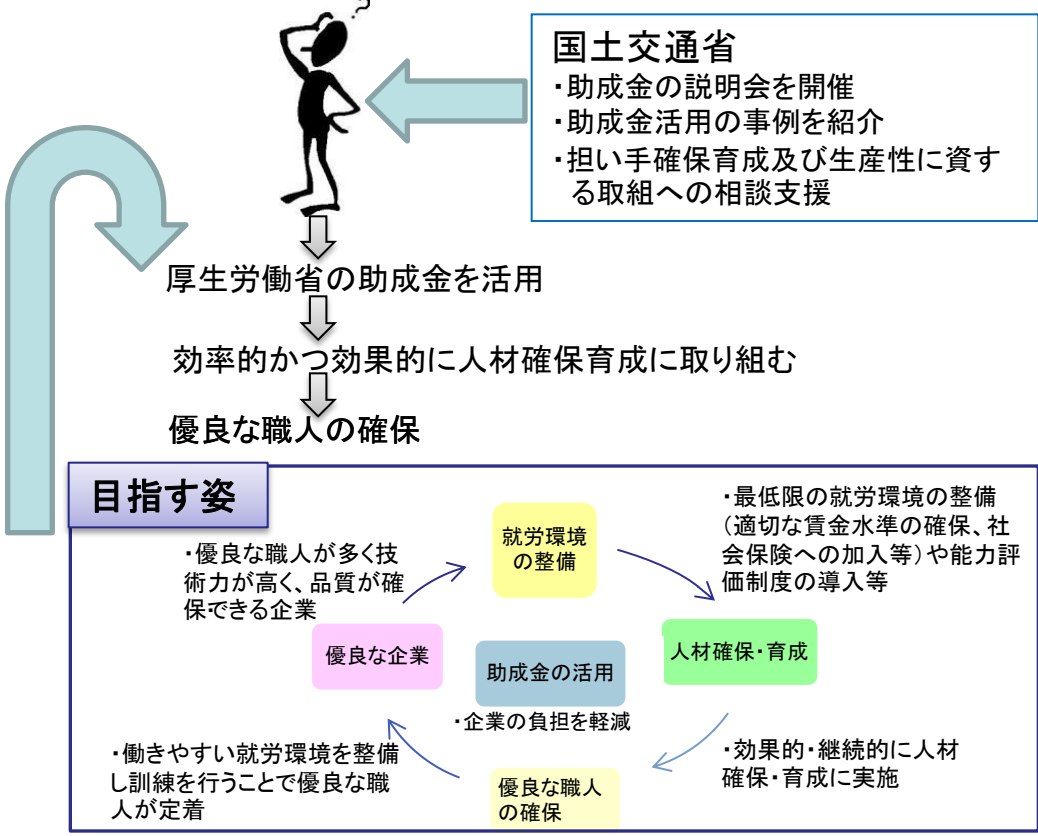 ?
国土交通省
・助成金の説明会を開催
・助成金活用の事例を紹介
・担い手確保育成及び生産性に資す
る取組への相談支援
厚生労働省の助成金を活用
効率的かつ効果的に人材確保育成に取り組む
優良な職人の確保
目指す姿
就労環境
の整備
・最低限の就労環境の整備
（適切な賃金水準の確保、社
会保険への加入等）や能力評
価制度の導入等
・優良な職人が多く技
術力が高く、品質が確
保できる企業
優良な企業
助成金の活用
・企業の負担を軽減
人材確保・育成
・働きやすい就労環境を整備
し訓練を行うことで優良な職
人が定着
優良な職人
の確保
・効果的・継続的に人材
確保・育成に実施